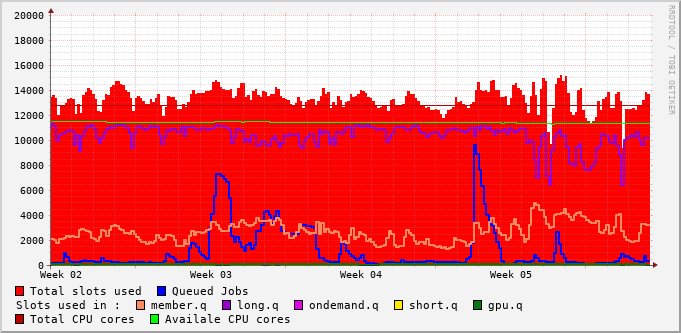 20000
18000
16000
14000
12000
10000
8000
6000
4000
2000
0
Week 02 Week 03 Week 04 Week 05
RRDTOOL / TOBI OETIKER
Total slots used Queued Jobs
Slots used in : member.q long.q ondemand.q short.q gpu.q
Total CPU cores Availale CPU cores